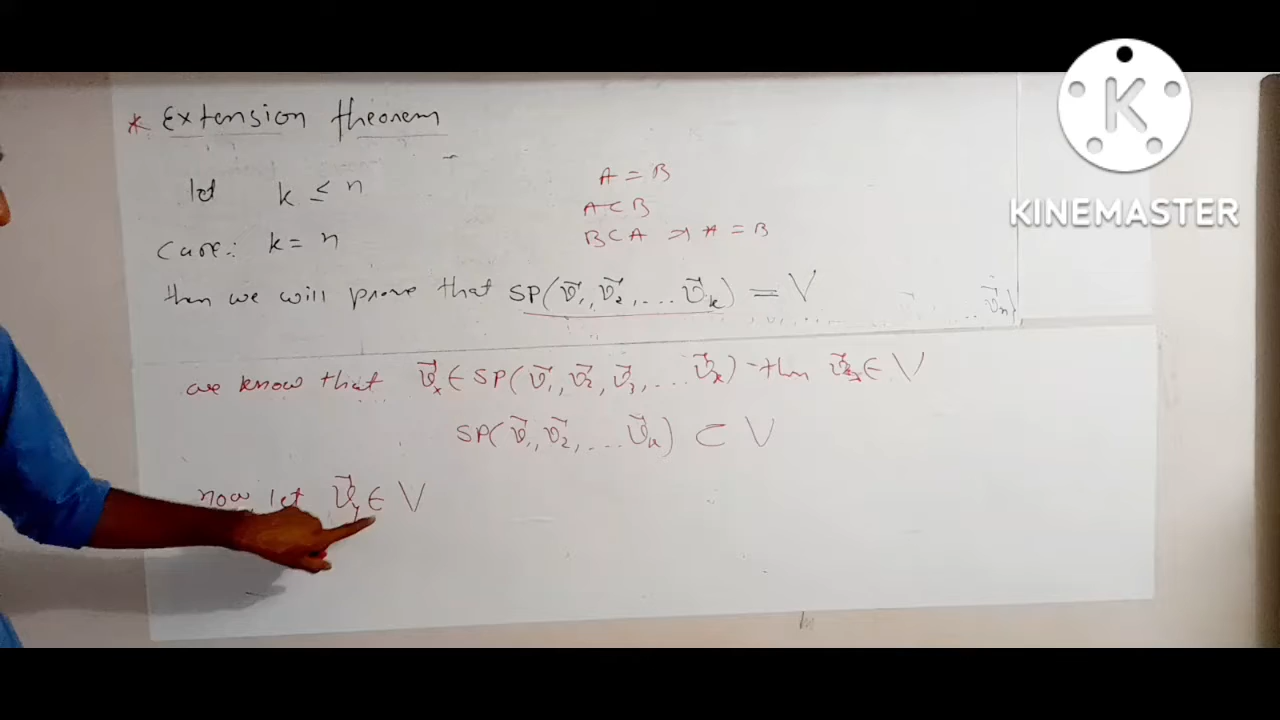 K
KINEMASTER
* Extension theorem
let k ≤ n
A = B
A ⊂ B
Case: k = n
B ⊂ A ⇒ A = B
then we will prove that SP(v⃗₁, v⃗₂, .... v⃗ₖ) = V
v⃗ₙ}
we know that v⃗ₓ ∈ SP(v⃗₁, v⃗₂, v⃗₃, ... v⃗ₖ) then v⃗ₓ ∈ V
SP(v⃗₁, v⃗₂, ... v⃗ₖ) ⊂ V
now let v⃗ᵧ ∈ V